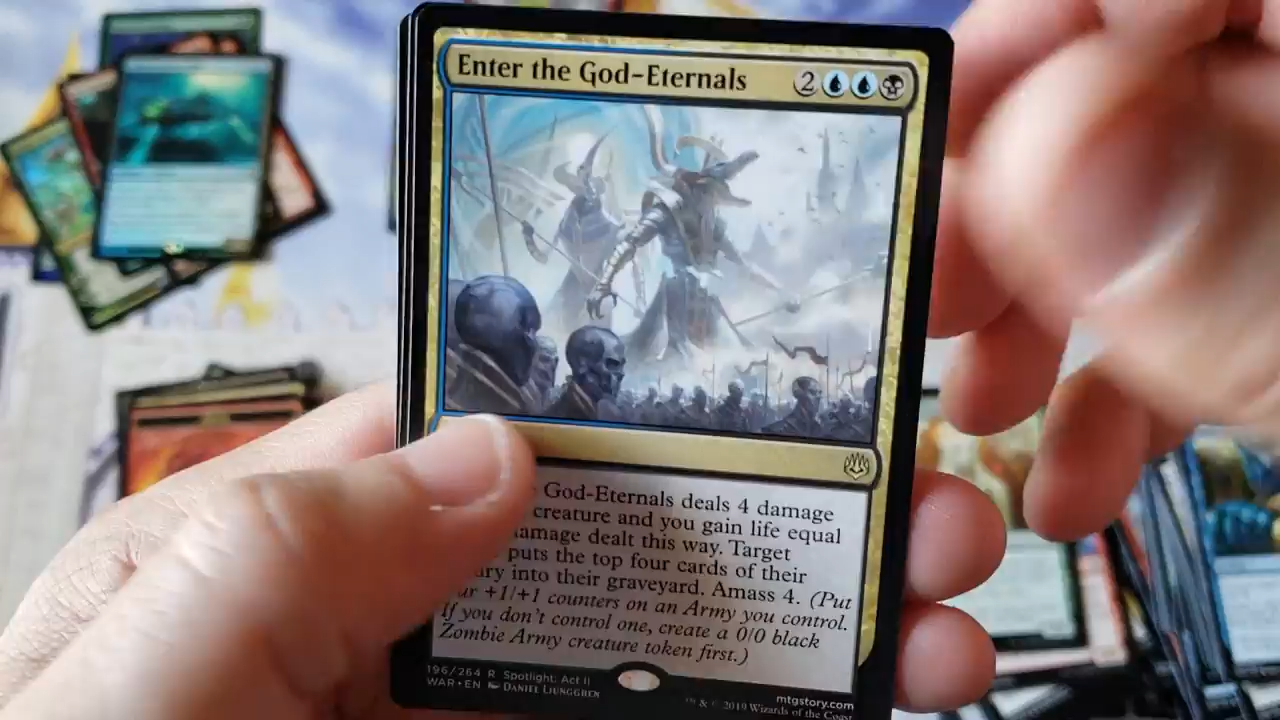 Enter the God-Eternals 2
God-Eternals deals 4 damage
creature and you gain life equal
amage dealt this way. Target
puts the top four cards of their
ary into their graveyard. Amass 4. (Put
ur +1/+1 counters on an Army you control.
If you don't control one, create a 0/0 black
Zombie Army creature token first.)
196/264 R Spotlight: Act II
WAR • EN Daniel Ljunggren
mtgstory.com
™ & © 2019 Wizards of the Coast